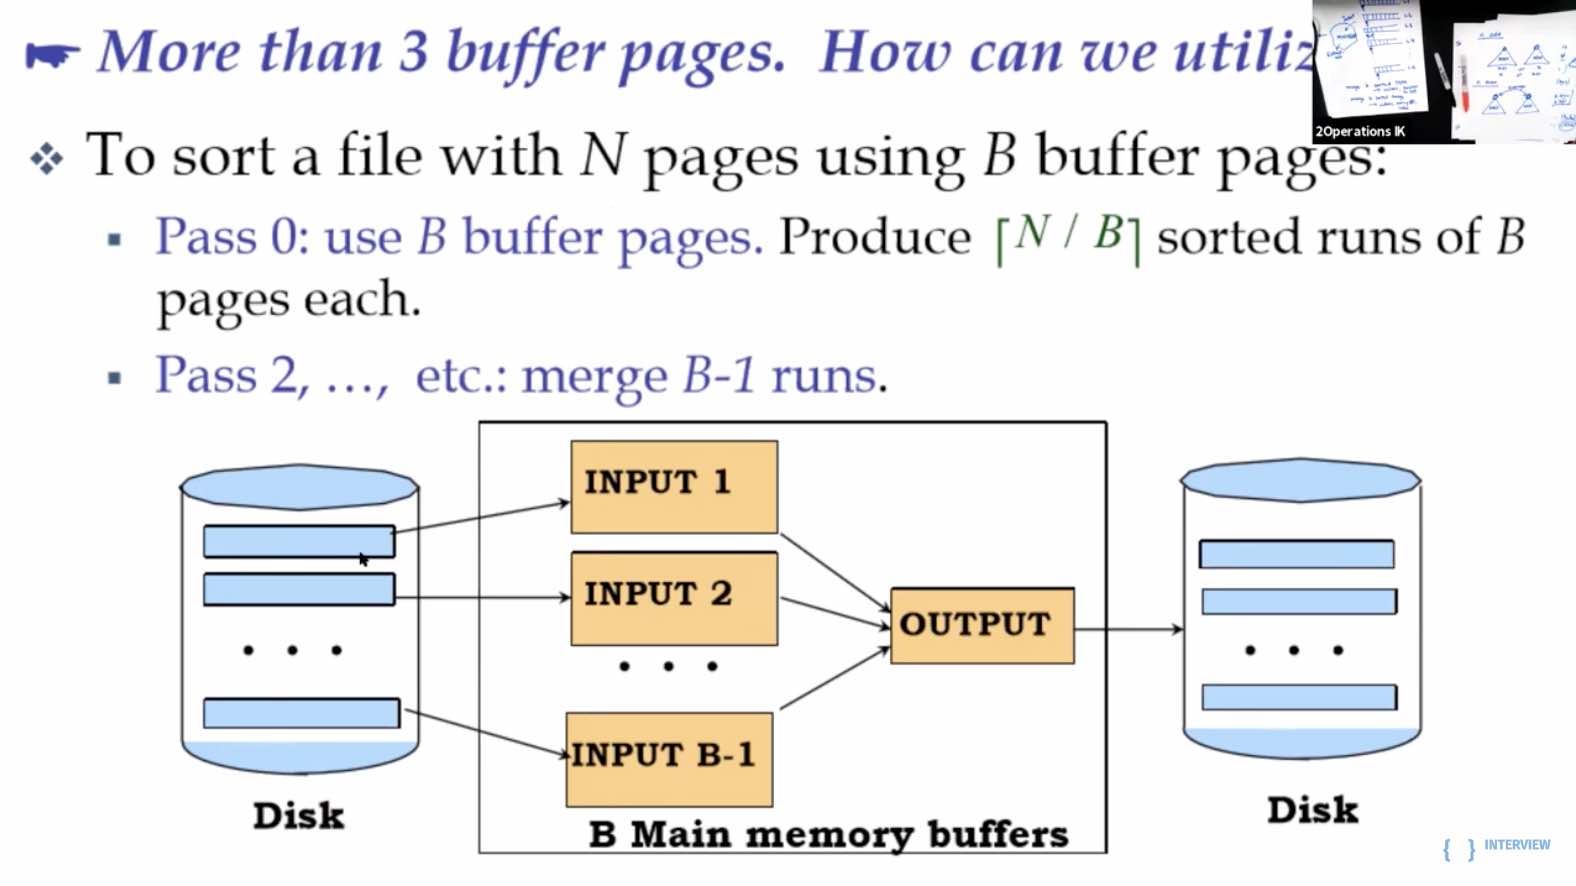 ☛ More than 3 buffer pages. How can we utiliz
2Operations IK
❖ To sort a file with N pages using B buffer pages:
▪ Pass 0: use B buffer pages. Produce ⌈N / B⌉ sorted runs of B
pages each.
▪ Pass 2, …, etc.: merge B-1 runs.
INPUT 1
INPUT 2
• • •
INPUT B-1
OUTPUT
• • •
• • •
Disk
B Main memory buffers
Disk
{ } INTERVIEW